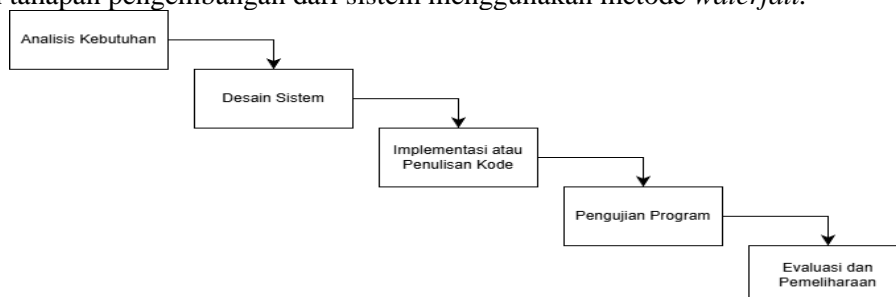 tahapan pengembangan dari sistem menggunakan metode waterfall.
Analisis Kebutuhan
Desain Sistem
Implementasi atau
Penulisan Kode
Pengujian Program
Evaluasi dan
Pemeliharaan